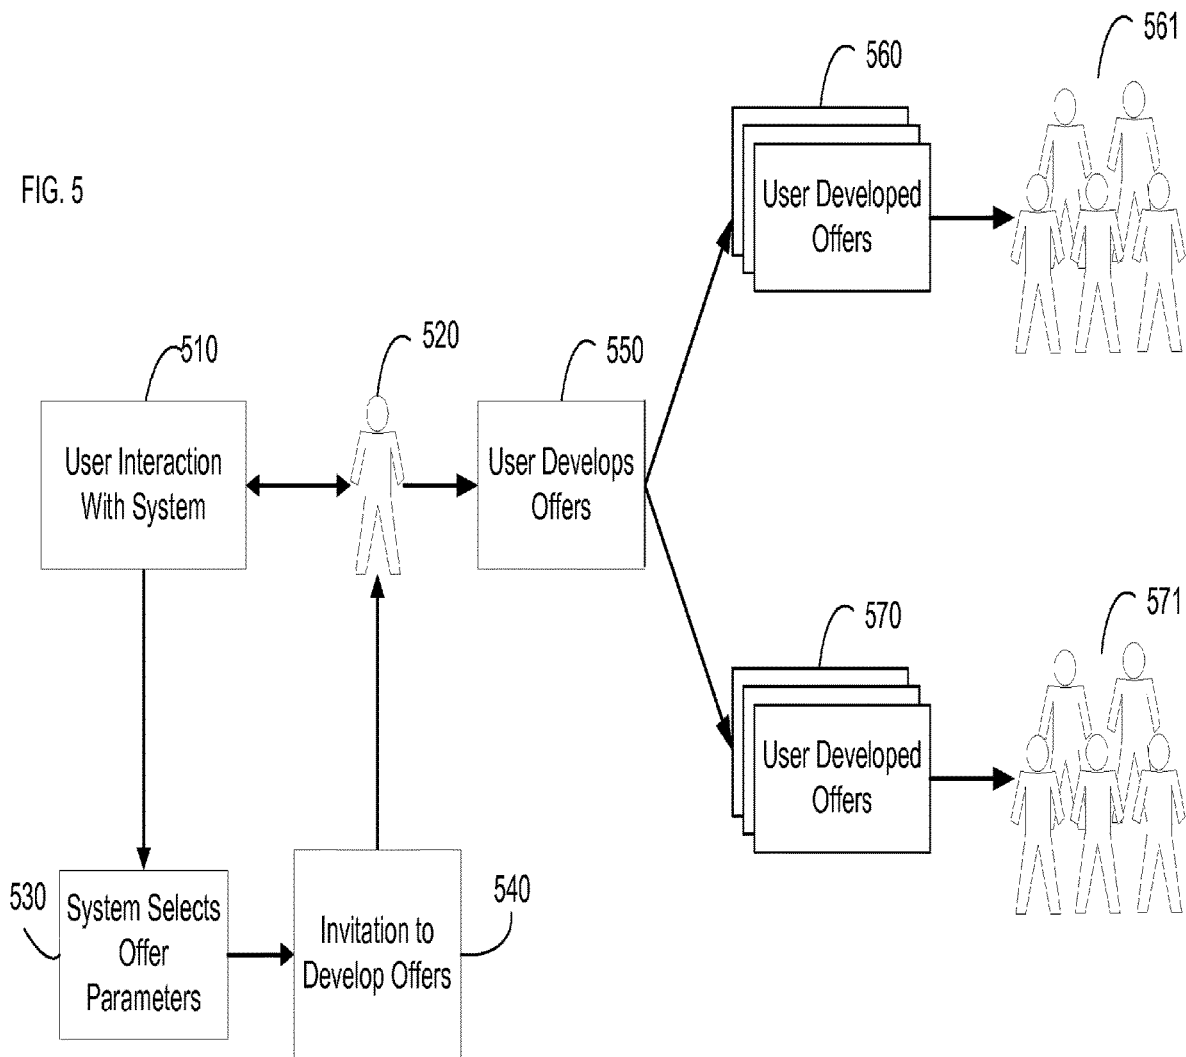 561
560
User Developed
Offers
FIG. 5
510
520
550
User Interaction
With System
User Develops
Offers
570
571
User Developed
Offers
530
System Selects
Offer
Parameters
540
Invitation to
Develop Offers